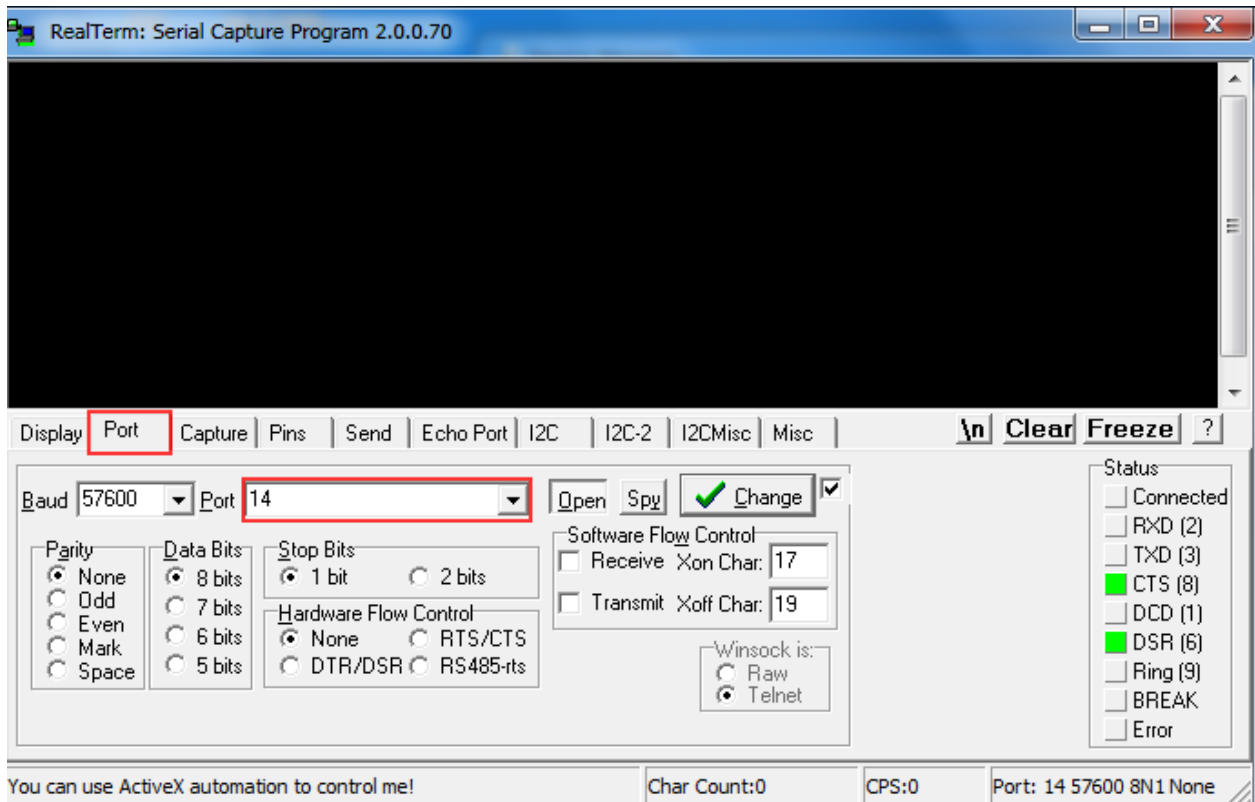 RealTerm: Serial Capture Program 2.0.0.70
Display Port Capture Pins Send Echo Port I2C I2C-2 I2CMisc Misc \n Clear Freeze ?
Baud 57600 Port 14 Open Spy Change
Parity
None
Odd
Even
Mark
Space
Data Bits
8 bits
7 bits
6 bits
5 bits
Stop Bits
1 bit 2 bits
Hardware Flow Control
None RTS/CTS
DTR/DSR RS485-rts
Software Flow Control
Receive Xon Char: 17
Transmit Xoff Char: 19
Winsock is:
Raw
Telnet
Status
Connected
RXD (2)
TXD (3)
CTS (8)
DCD (1)
DSR (6)
Ring (9)
BREAK
Error
You can use ActiveX automation to control me! Char Count:0 CPS:0 Port: 14 57600 8N1 None